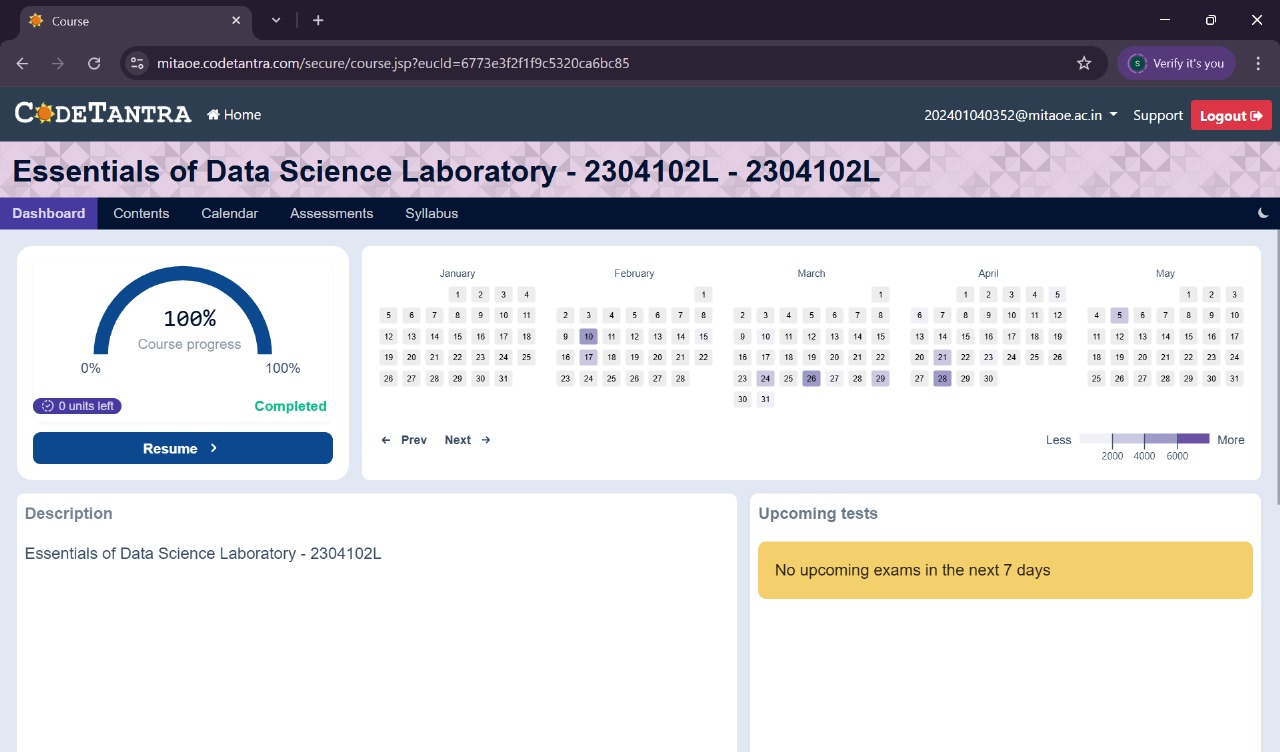 Course
mitaoe.codetantra.com/secure/course.jsp?eucId=6773e3f2f1f9c5320ca6bc85
S Verify it's you
CODETANTRA Home 202401040352@mitaoe.ac.in Support Logout
Essentials of Data Science Laboratory - 2304102L - 2304102L
Dashboard Contents Calendar Assessments Syllabus
100%
Course progress
0% 100%
0 units left Completed
Resume
January
1 2 3 4
5 6 7 8 9 10 11
12 13 14 15 16 17 18
19 20 21 22 23 24 25
26 27 28 29 30 31
February
1
2 3 4 5 6 7 8
9 10 11 12 13 14 15
16 17 18 19 20 21 22
23 24 25 26 27 28
March
1
2 3 4 5 6 7 8
9 10 11 12 13 14 15
16 17 18 19 20 21 22
23 24 25 26 27 28 29
30 31
April
1 2 3 4 5
6 7 8 9 10 11 12
13 14 15 16 17 18 19
20 21 22 23 24 25 26
27 28 29 30
May
1 2 3
4 5 6 7 8 9 10
11 12 13 14 15 16 17
18 19 20 21 22 23 24
25 26 27 28 29 30 31
Prev Next
Less More
2000 4000 6000
Description
Essentials of Data Science Laboratory - 2304102L
Upcoming tests
No upcoming exams in the next 7 days